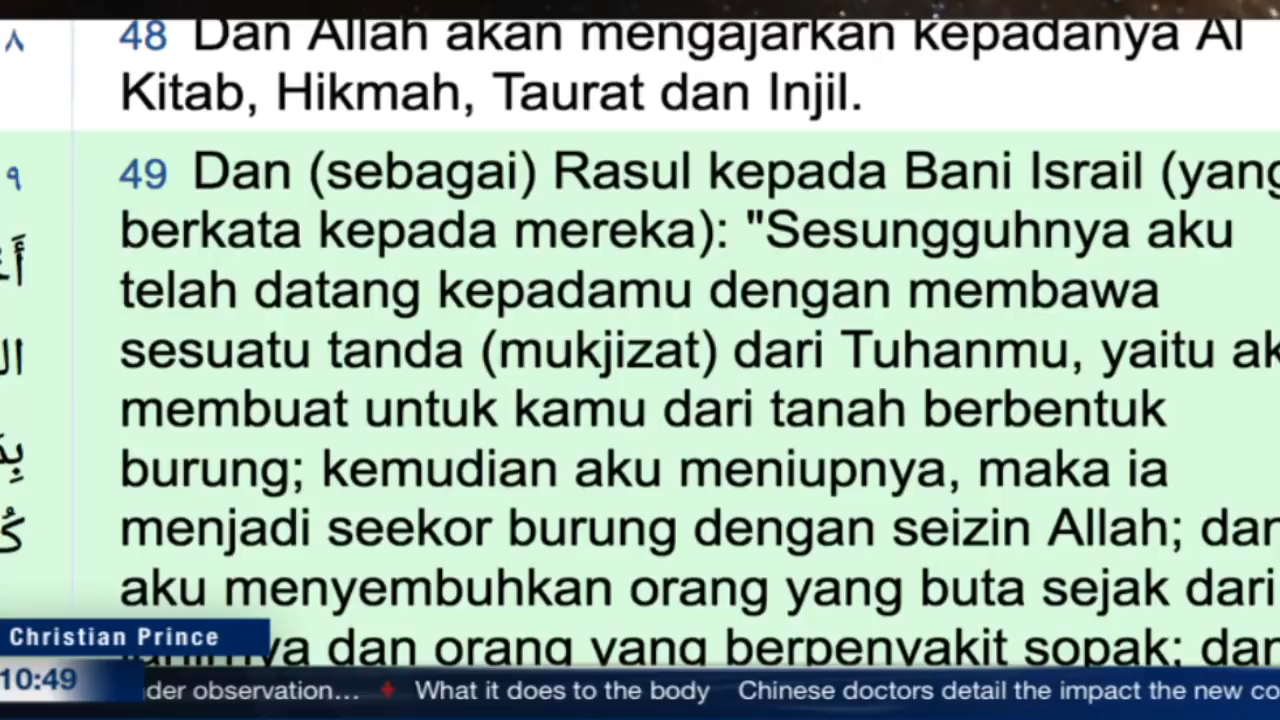 ٨
48 Dan Allah akan mengajarkan kepadanya Al
Kitab, Hikmah, Taurat dan Injil.
٩
49 Dan (sebagai) Rasul kepada Bani Israil (yang
berkata kepada mereka): "Sesungguhnya aku
telah datang kepadamu dengan membawa
sesuatu tanda (mukjizat) dari Tuhanmu, yaitu
membuat untuk kamu dari tanah berbentuk
burung; kemudian aku meniupnya, maka ia
menjadi seekor burung dengan seizin Allah; dan
aku menyembuhkan orang yang buta sejak dari
dan orang yang berpenyakit sopak; dan
Christian Prince
10:49
observation... What it does to the body Chinese doctors detail the impact the new